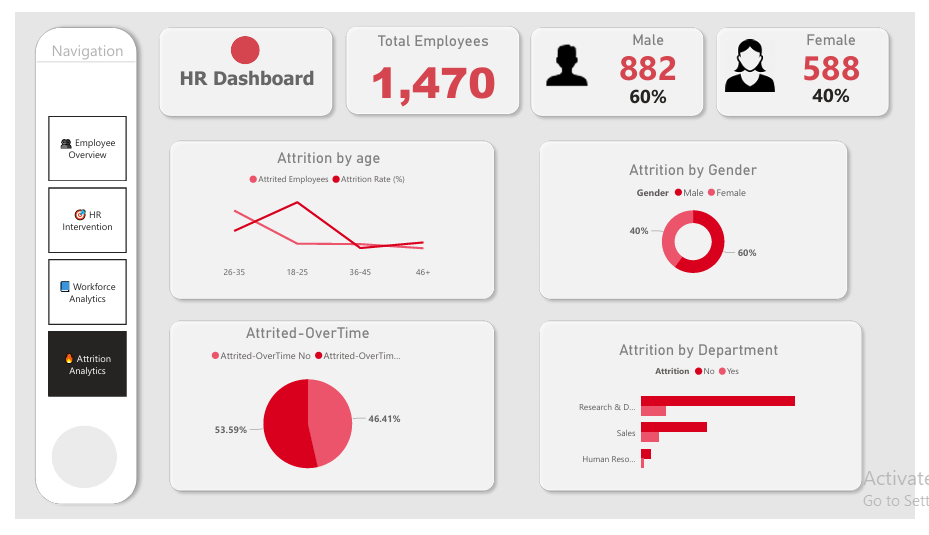 Navigation
Employee
Overview
HR
Intervention
Workforce
Analytics
Attrition
Analytics
HR Dashboard
Total Employees
1,470
Male
882
60%
Female
588
40%
Attrition by age
Attrited Employees Attrition Rate (%)
26-35 18-25 36-45 46+
Attrition by Gender
Gender Male Female
40%
60%
Attrited-OverTime
Attrited-OverTime No Attrited-OverTim...
53.59%
46.41%
Attrition by Department
Attrition No Yes
Research & D...
Sales
Human Reso...
Activate
Go to Sett